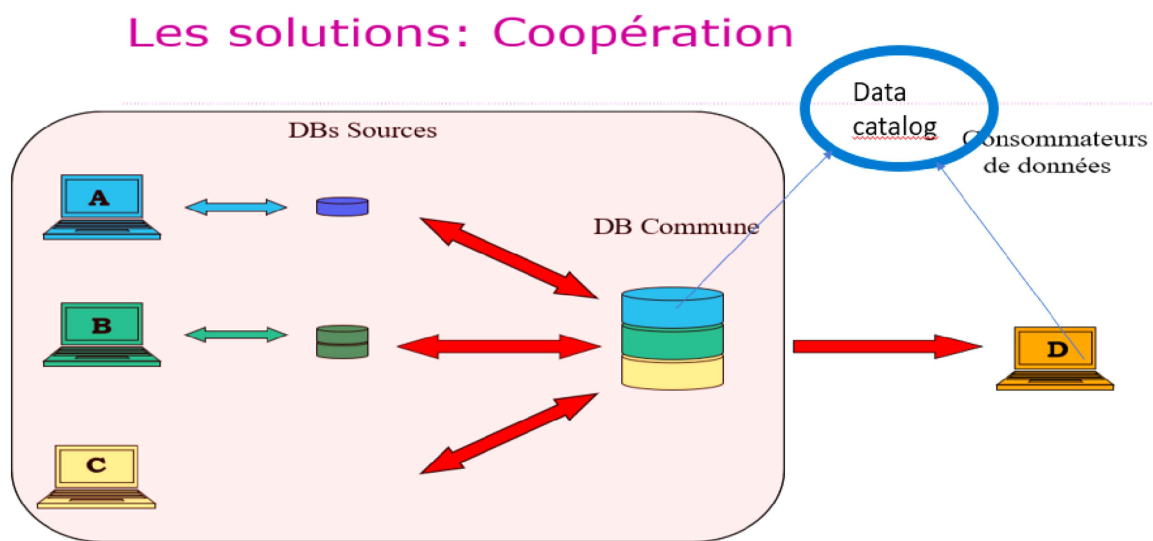 Les solutions: Coopération
Data
catalog
DBs Sources
Consommateurs
de données
A
DB Commune
B
D
C